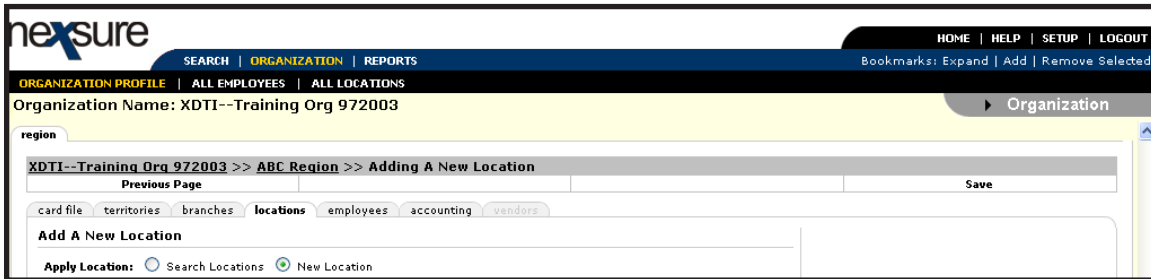 nexsure
HOME | HELP | SETUP | LOGOUT
SEARCH | ORGANIZATION | REPORTS
Bookmarks: Expand | Add | Remove Selected
ORGANIZATION PROFILE | ALL EMPLOYEES | ALL LOCATIONS
Organization Name: XDTI--Training Org 972003
Organization
region
XDTI--Training Org 972003 >> ABC Region >> Adding A New Location
Previous Page Save
card file territories branches locations employees accounting vendors
Add A New Location
Apply Location: Search Locations New Location